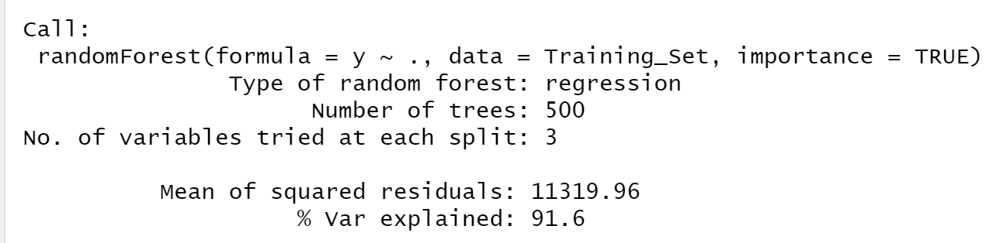 Call:
randomForest(formula = y ~ ., data = Training_Set, importance = TRUE)
Type of random forest: regression
Number of trees: 500
No. of variables tried at each split: 3
Mean of squared residuals: 11319.96
% Var explained: 91.6